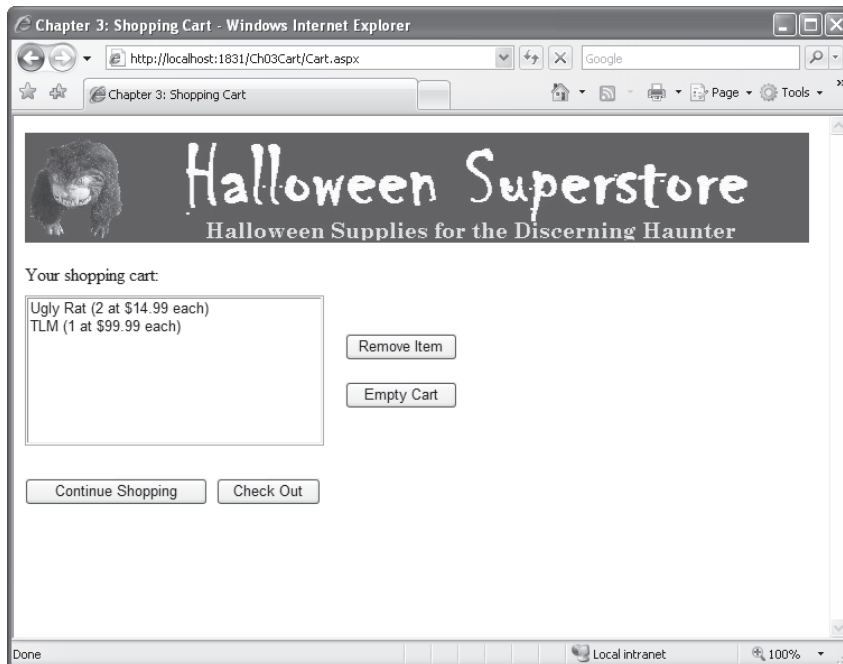 Chapter 3: Shopping Cart - Windows Internet Explorer
http://localhost:1831/Ch03Cart/Cart.aspx
Google
Chapter 3: Shopping Cart
Page
Tools
»
Halloween Superstore
Halloween Supplies for the Discerning Haunter
Your shopping cart:
Ugly Rat (2 at $14.99 each)
TLM (1 at $99.99 each)
Remove Item
Empty Cart
Continue Shopping
Check Out
Done
Local intranet
100%